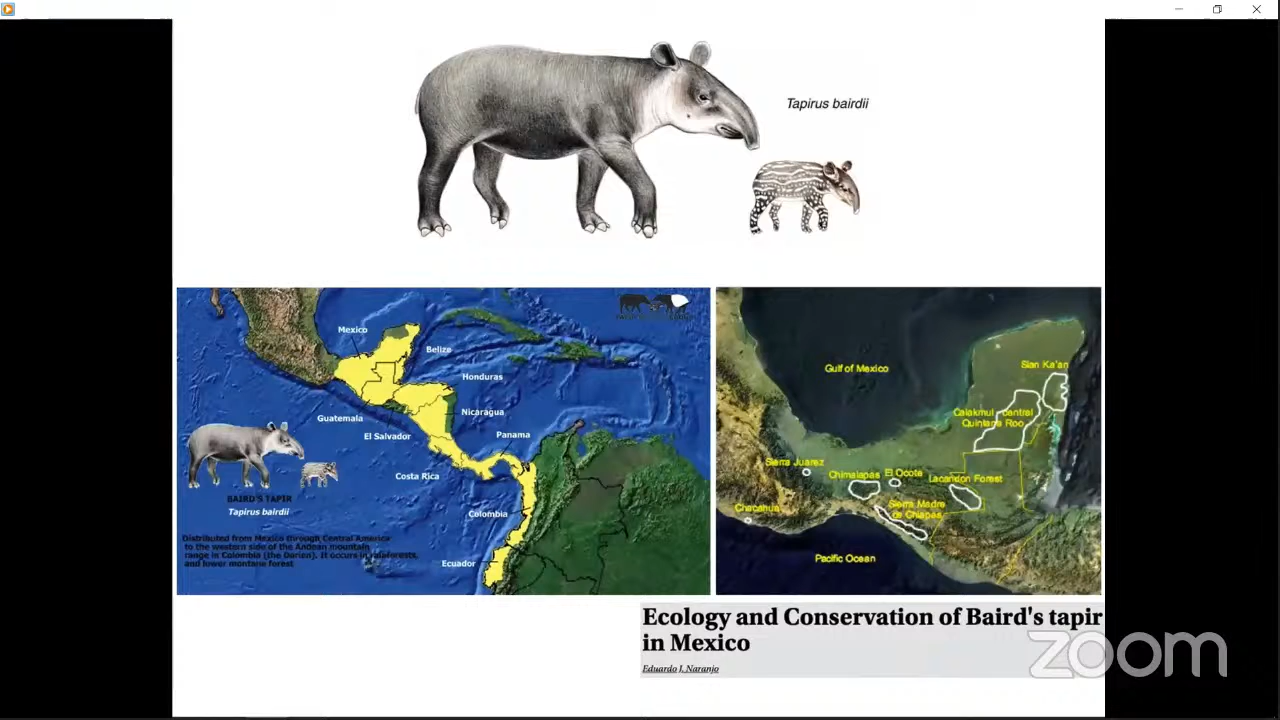 Tapirus bairdii
Mexico
Belize
Honduras
Guatemala
Nicaragua
El Salvador
Panama
Costa Rica
Colombia
Ecuador
BAIRD'S TAPIR
Tapirus bairdii
Distributed from Mexico through Central America
to the western side of the Andean mountain
range in Colombia (the Darien). It occurs in rainforests,
and lower montane forest
Gulf of Mexico
Sian Ka'an
Calakmul Central
Quintana Roo
Sierra Juarez
Chimalapas
El Ocote
Lacandon Forest
Chacahua
Sierra Madre
de Chiapas
Pacific Ocean
Ecology and Conservation of Baird's tapir
in Mexico
Eduardo J. Naranjo
zoom